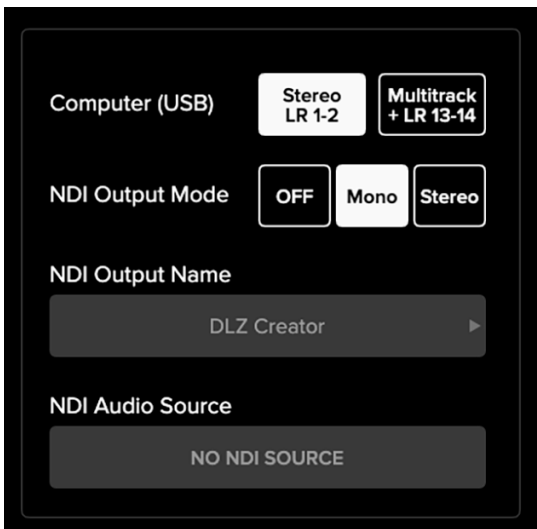 Computer (USB)
Stereo
LR 1-2
Multitrack
+ LR 13-14
NDI Output Mode
OFF
Mono
Stereo
NDI Output Name
DLZ Creator
NDI Audio Source
NO NDI SOURCE